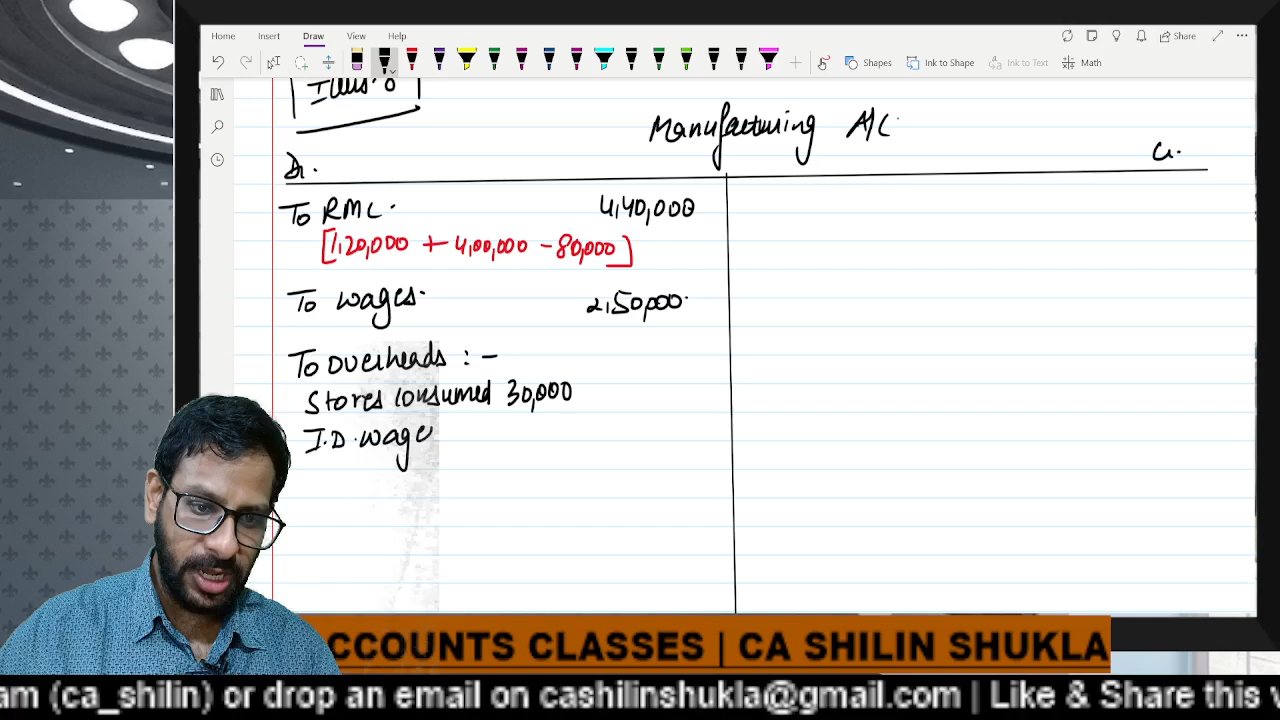 Home Insert Draw View Help
Share
Shapes Ink to Shape Ink to Text Math
Illus. 8
Manufacturing A/C
Dr. Cr.
To RMC. 4,40,000
[1,20,000 + 4,00,000 - 80,000]
To wages. 2,50,000
To overheads : -
Stores consumed 30,000
I.D. wage
CCOUNTS CLASSES | CA SHILIN SHUKLA
am (ca_shilin) or drop an email on cashilinshukla@gmail.com | Like & Share this v